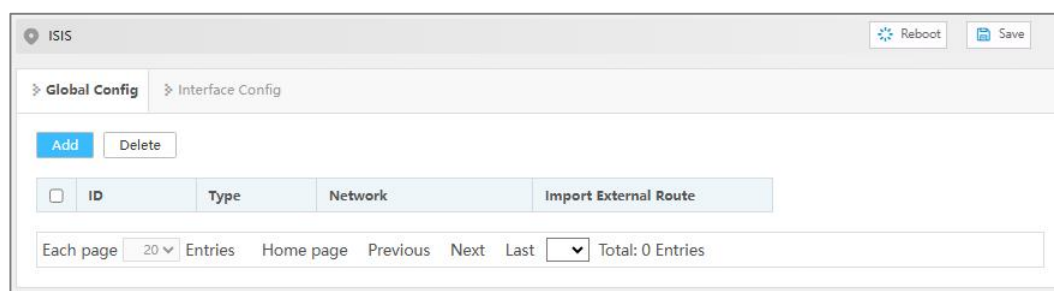 ISIS Reboot Save
Global Config Interface Config
Add Delete
ID Type Network Import External Route
Each page 20 Entries Home page Previous Next Last Total: 0 Entries